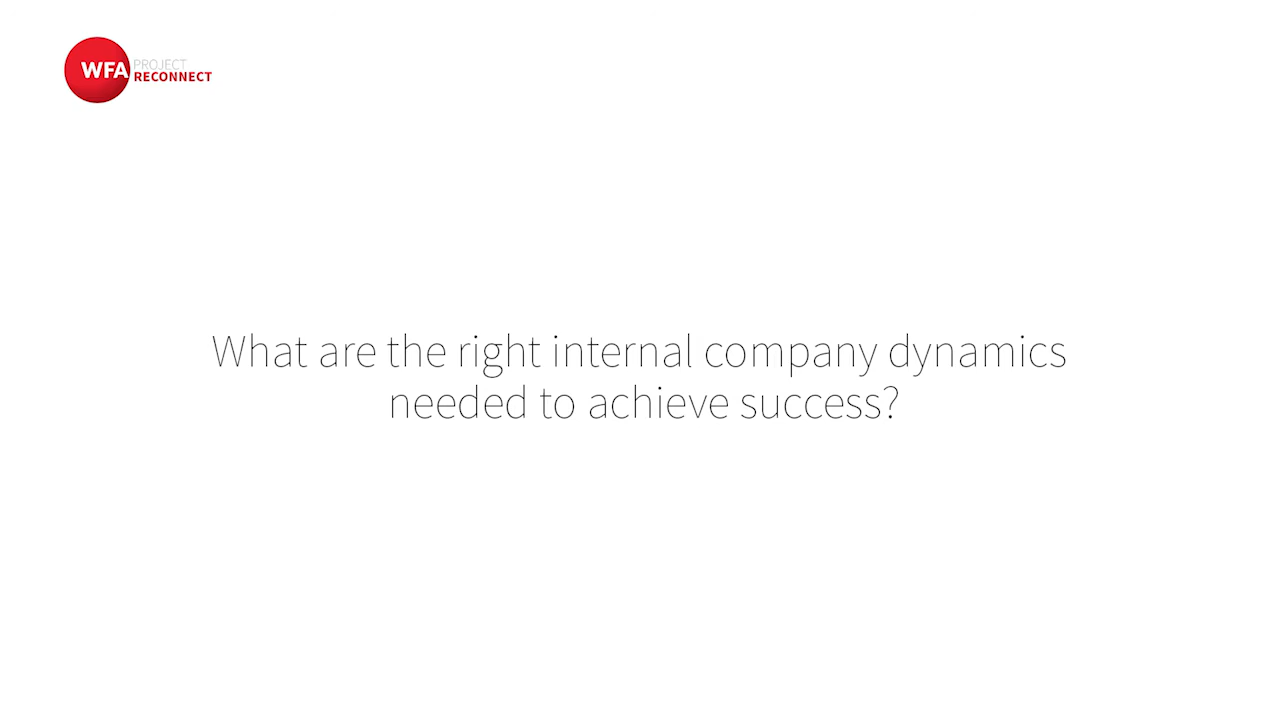 WFA PROJECT
RECONNECT
What are the right internal company dynamics
needed to achieve success?